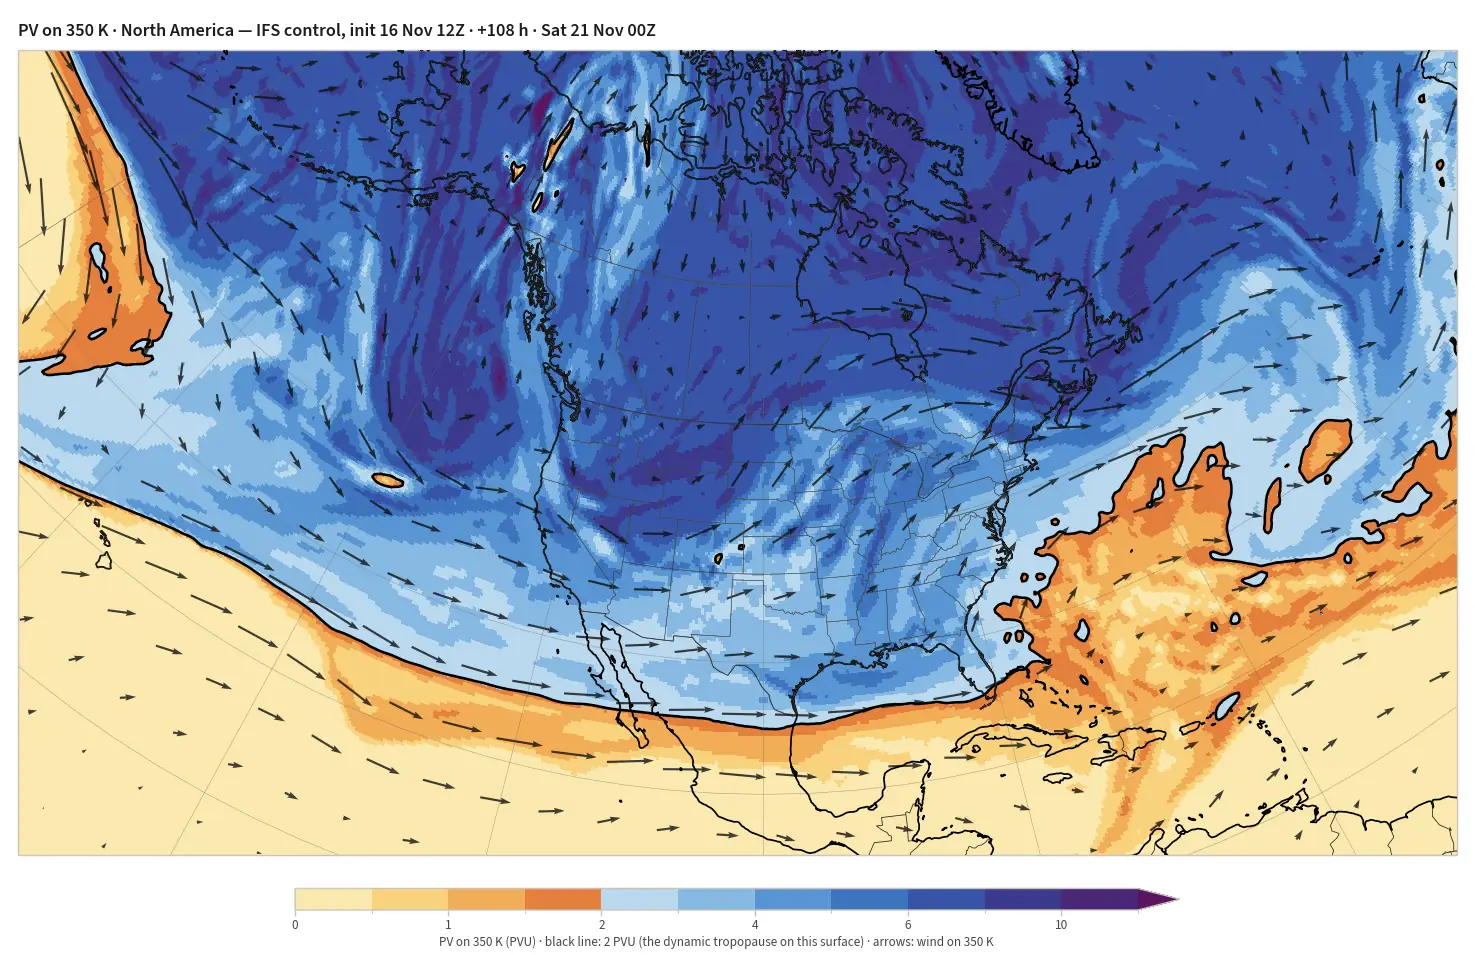 PV on 350 K · North America — IFS control, init 16 Nov 12Z · +108 h · Sat 21 Nov 00Z
0 1 2 4 6 10
PV on 350 K (PVU) · black line: 2 PVU (the dynamic tropopause on this surface) · arrows: wind on 350 K